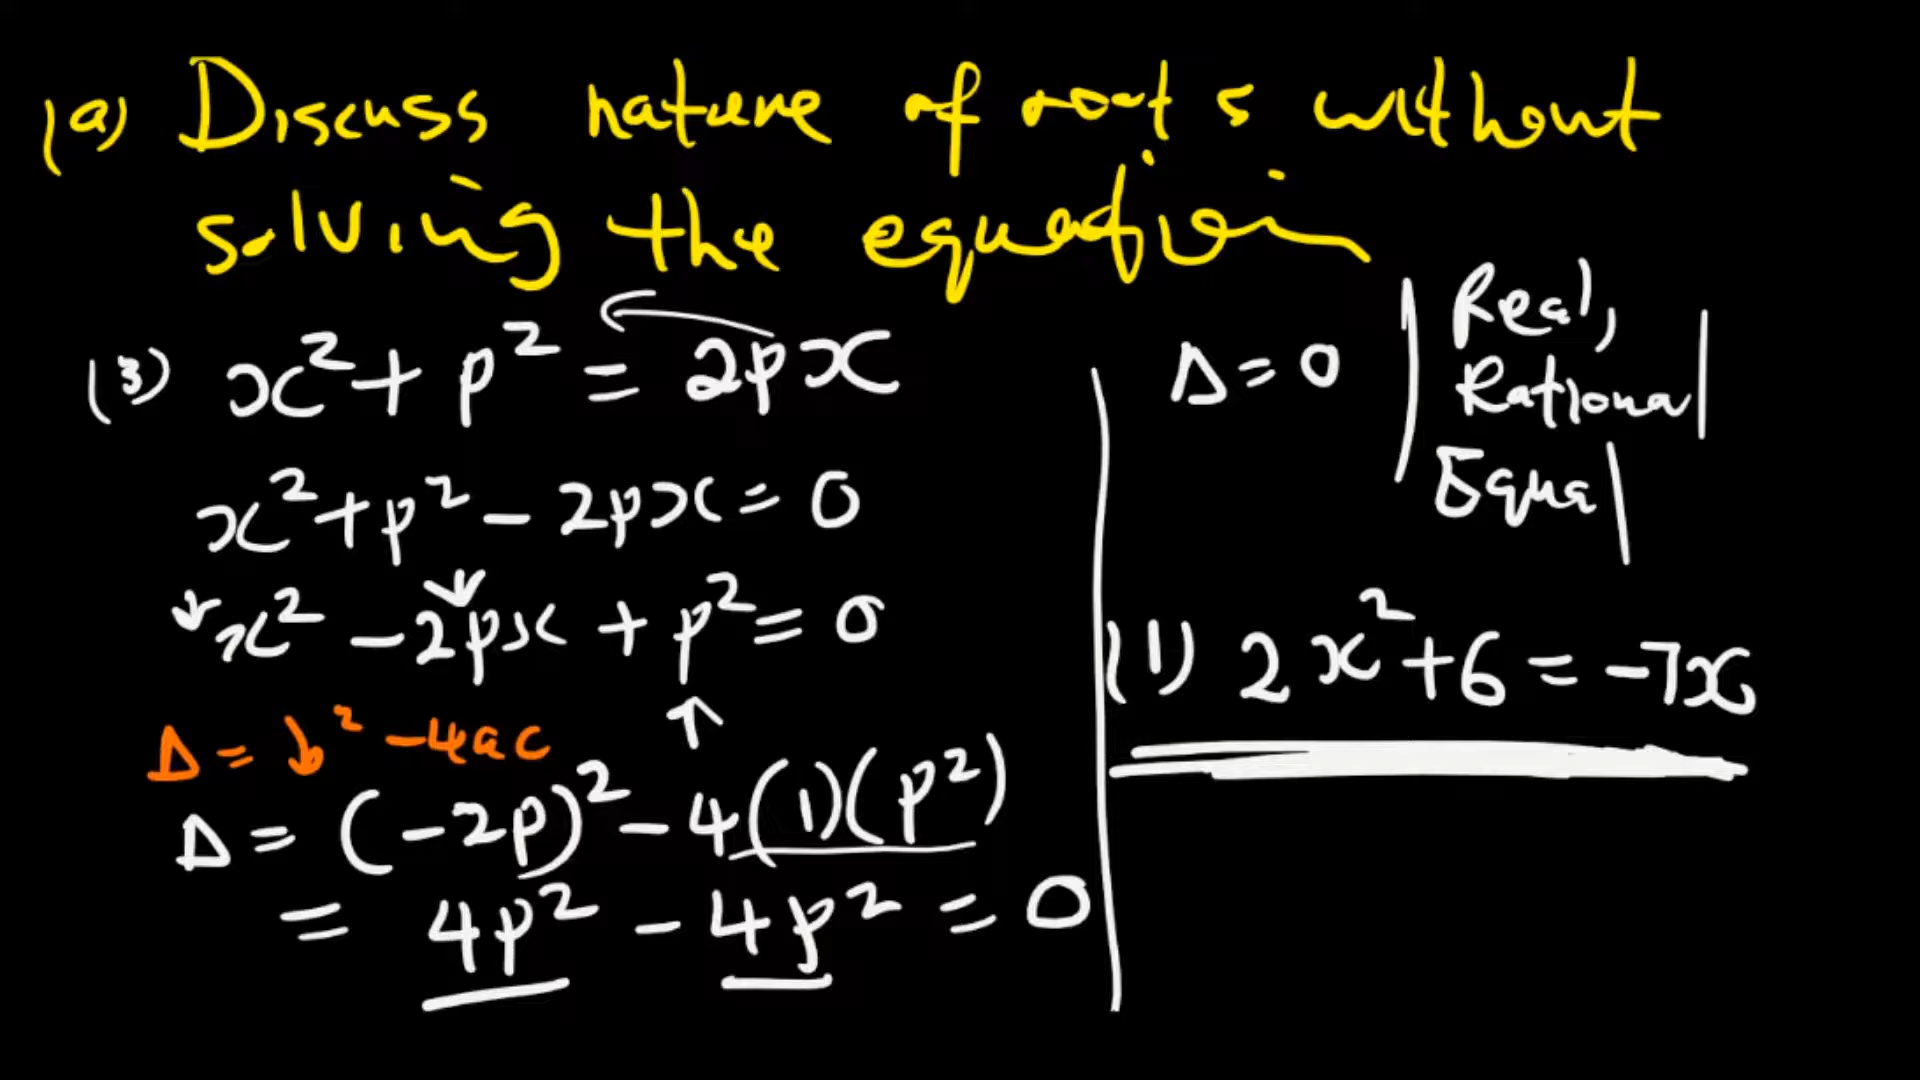 (a) Discuss nature of roots without
solving the equation
(3) x² + p² = 2px
x² + p² - 2px = 0
x² - 2px + p² = 0
Δ = b² - 4ac
Δ = (-2p)² - 4(1)(p²)
= 4p² - 4p² = 0
Δ = 0
Real,
Rational
Equal
(1) 2x² + 6 = -7x